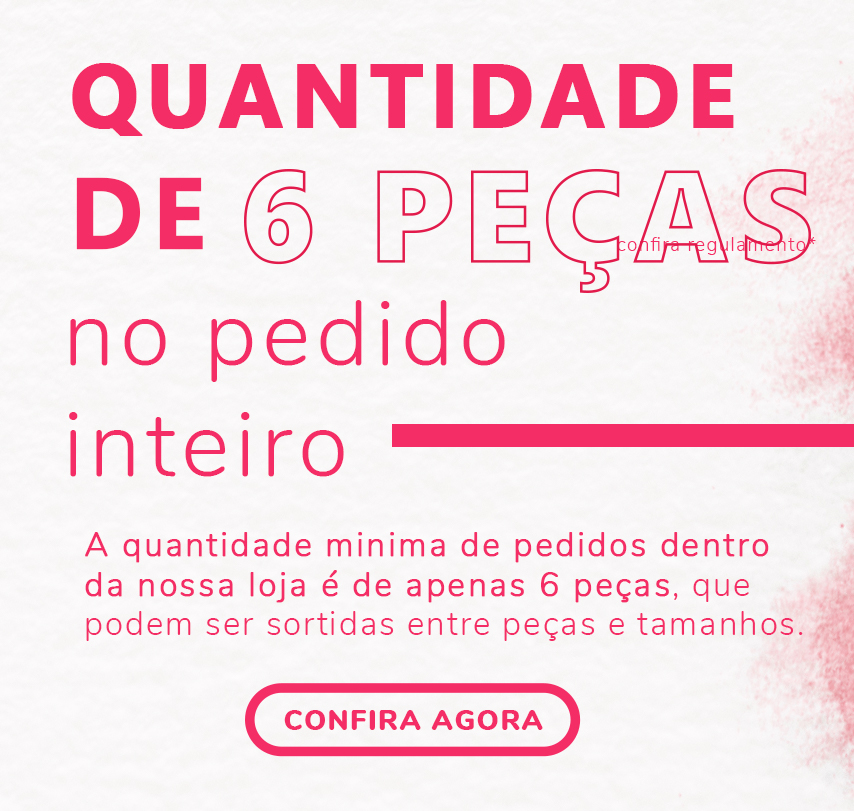 QUANTIDADE
DE 6 PEÇAS
confira regulamento*
no pedido
inteiro
A quantidade minima de pedidos dentro
da nossa loja é de apenas 6 peças, que
podem ser sortidas entre peças e tamanhos.
CONFIRA AGORA